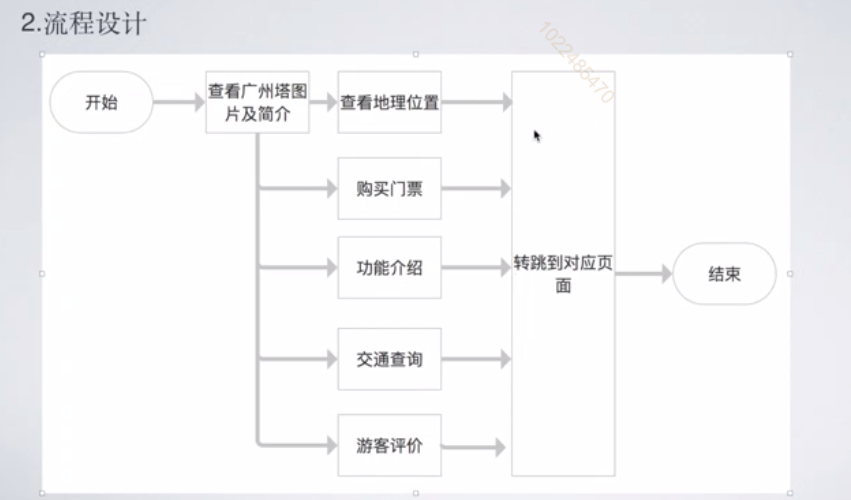 2.流程设计
1022485470
开始
查看广州塔图
片及简介
查看地理位置
购买门票
功能介绍
交通查询
游客评价
转跳到对应页
面
结束